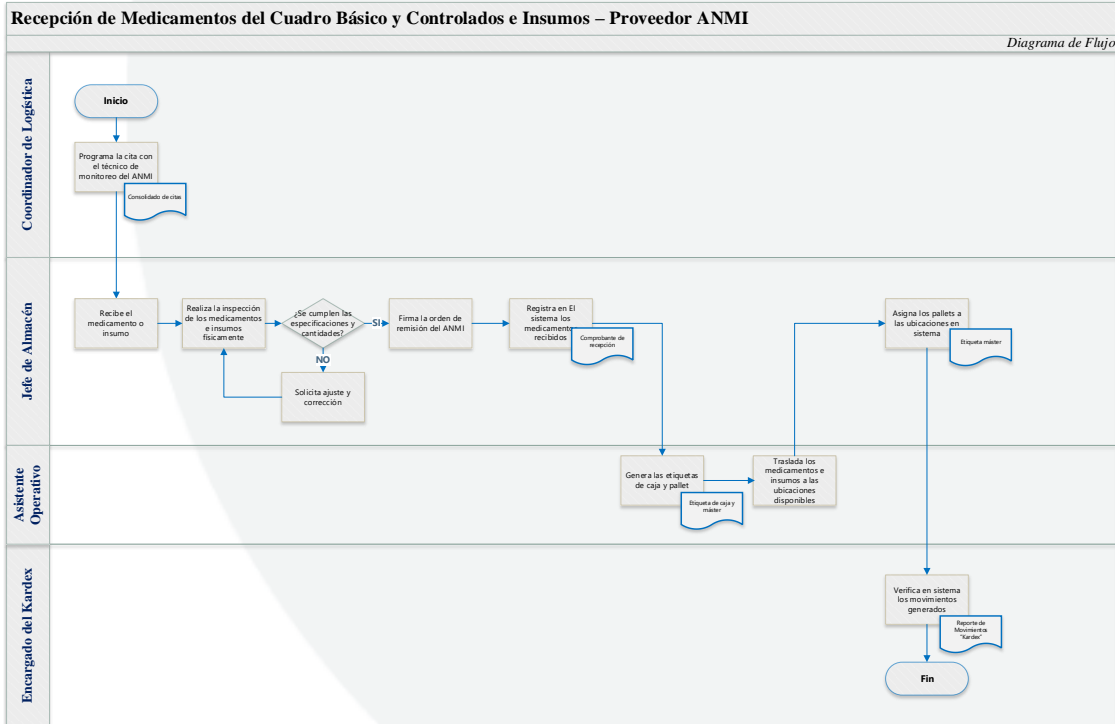 Recepción de Medicamentos del Cuadro Básico y Controlados e Insumos – Proveedor ANMI
Diagrama de Flujo
Coordinador de Logística
Inicio
Programa la cita con
el técnico de
monitoreo del ANMI
Consolidado de citas
Jefe de Almacén
Recibe el
medicamento o
insumo
Realiza la inspección
de los medicamentos
e insumos
físicamente
¿Se cumplen las
especificaciones y
cantidades?
SI
NO
Solicita ajuste y
corrección
Firma la orden de
remisión del ANMI
Registra en El
sistema los
medicamentos
recibidos
Comprobante de
recepción
Asigna los pallets a
las ubicaciones en
sistema
Etiqueta máster
Asistente
Operativo
Genera las etiquetas
de caja y pallet
Etiqueta de caja y
máster
Traslada los
medicamentos e
insumos a las
ubicaciones
disponibles
Encargado del Kardex
Verifica en sistema
los movimientos
generados
Reporte de
Movimientos
"Kardex"
Fin